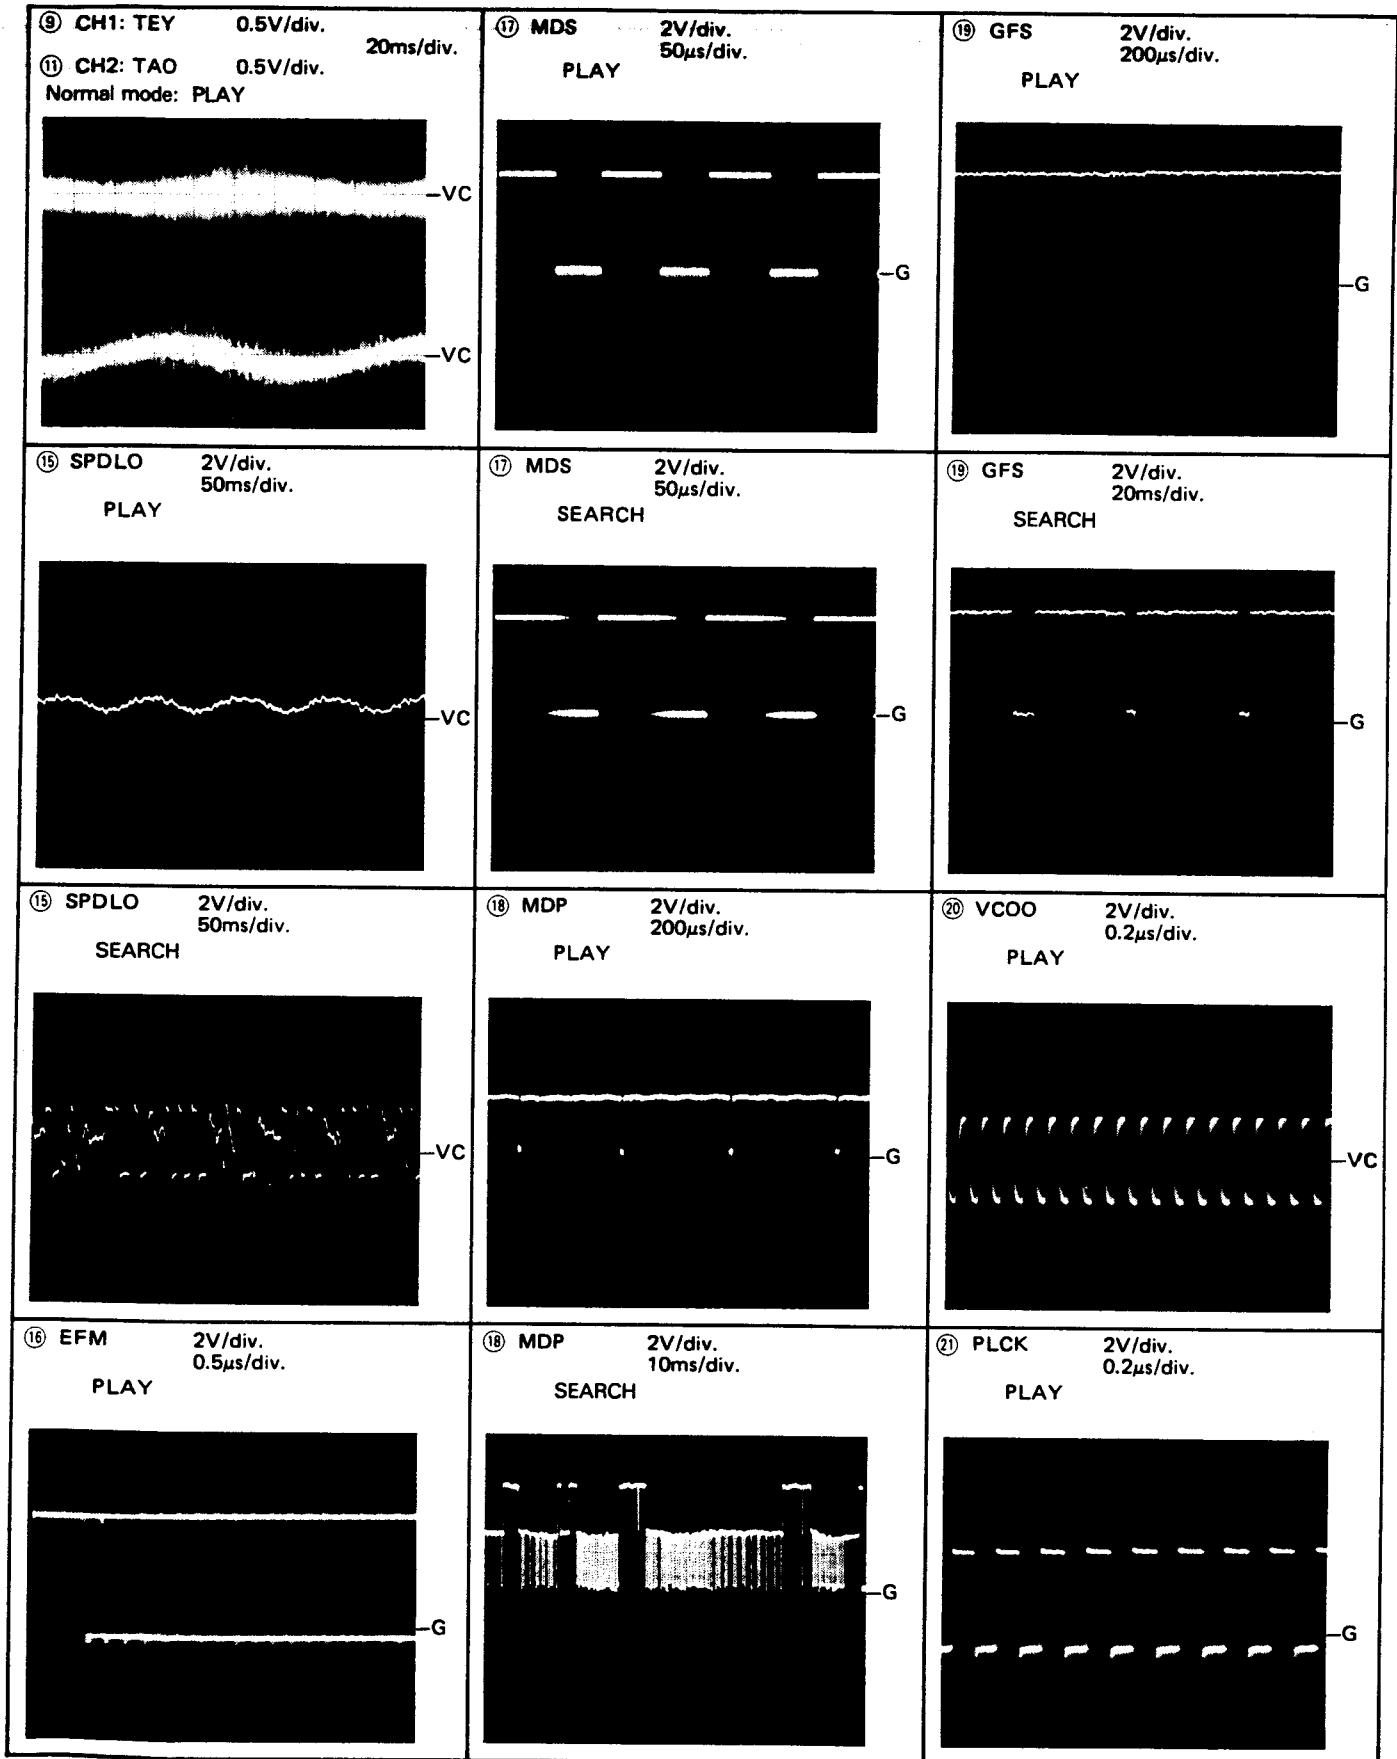 ⑨ CH1: TEY 0.5V/div.
20ms/div.
⑪ CH2: TAO 0.5V/div.
Normal mode: PLAY
VC
VC
⑰ MDS 2V/div.
50μs/div.
PLAY
G
⑲ GFS 2V/div.
200μs/div.
PLAY
G
⑮ SPDLO 2V/div.
50ms/div.
PLAY
VC
⑰ MDS 2V/div.
50μs/div.
SEARCH
G
⑲ GFS 2V/div.
20ms/div.
SEARCH
G
⑮ SPDLO 2V/div.
50ms/div.
SEARCH
VC
⑱ MDP 2V/div.
200μs/div.
PLAY
G
⑳ VCOO 2V/div.
0.2μs/div.
PLAY
VC
⑯ EFM 2V/div.
0.5μs/div.
PLAY
G
⑱ MDP 2V/div.
10ms/div.
SEARCH
G
㉑ PLCK 2V/div.
0.2μs/div.
PLAY
G